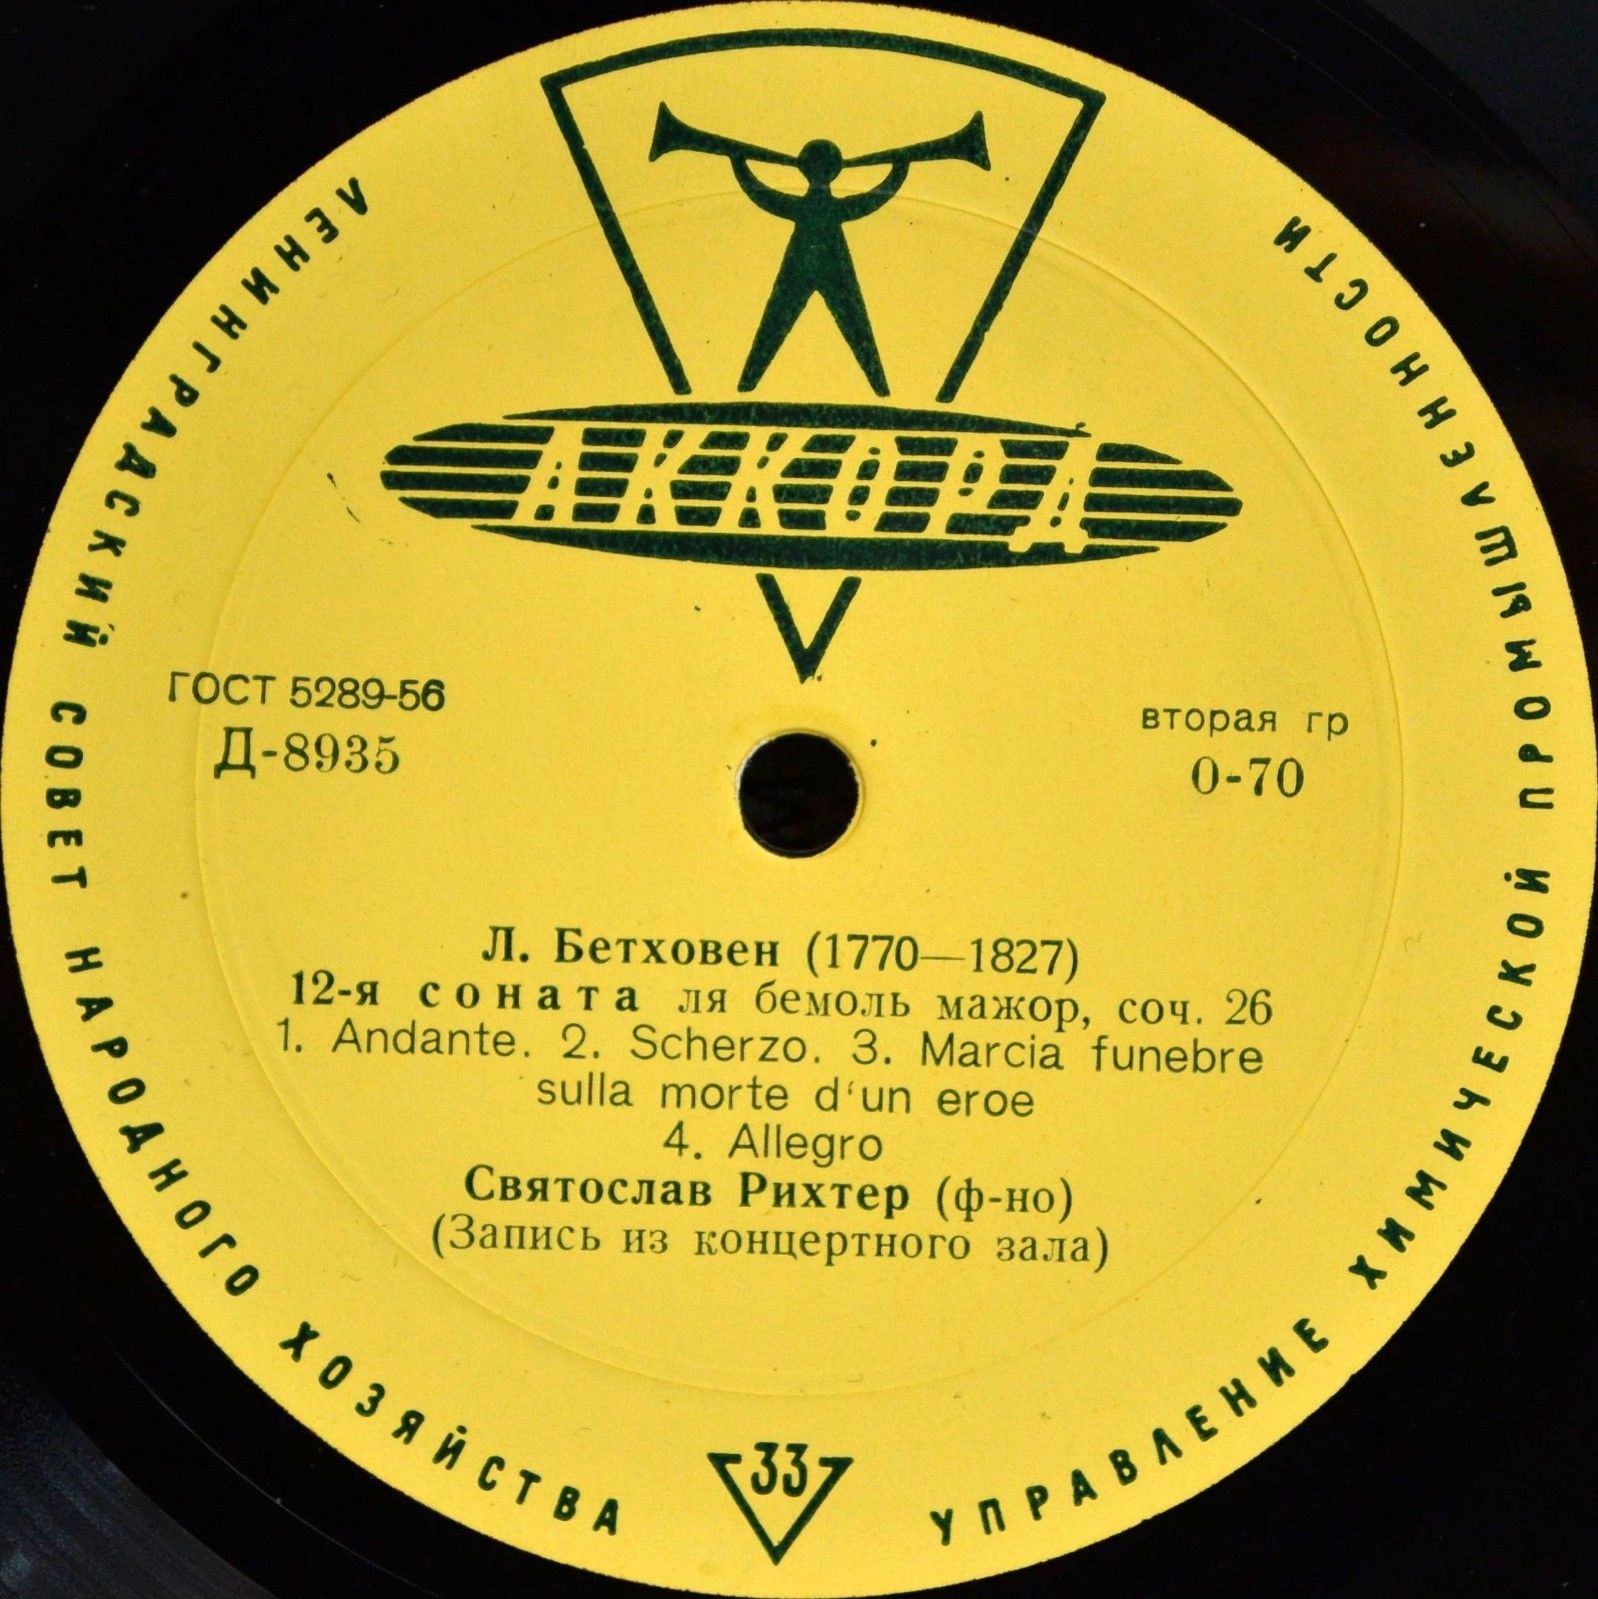 ЛЕНИНГРАДСКИЙ СОВЕТ НАРОДНОГО ХОЗЯЙСТВА
УПРАВЛЕНИЕ ХИМИЧЕСКОЙ ПРОМЫШЛЕННОСТИ
АККОРД
ГОСТ 5289-56
Д-8935
вторая гр
0-70
Л. Бетховен (1770—1827)
12-я соната ля бемоль мажор, соч. 26
1. Andante. 2. Scherzo. 3. Marcia funebre
sulla morte d'un eroe
4. Allegro
Святослав Рихтер (ф-но)
(Запись из концертного зала)
33